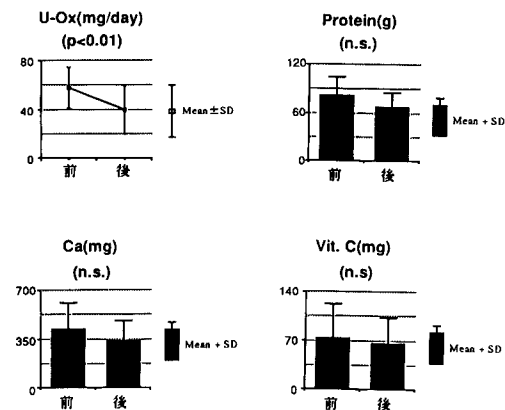 U-Ox(mg/day)
(p<0.01)
80
40
0
前
後
Mean±SD
Protein(g)
(n.s.)
120
60
0
前
後
Mean + SD
Ca(mg)
(n.s.)
700
350
0
前
後
Mean + SD
Vit. C(mg)
(n.s)
140
70
0
前
後
Mean + SD